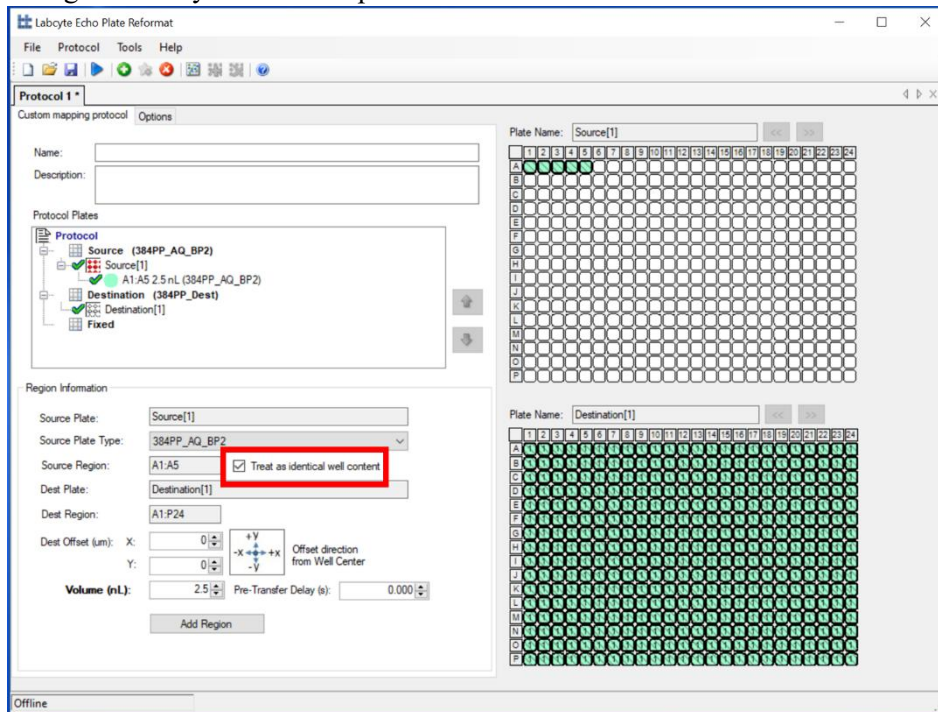 Labcyte Echo Plate Reformat
File Protocol Tools Help
Protocol 1 *
Custom mapping protocol Options
Name:
Description:
Protocol Plates
Protocol
Source (384PP_AQ_BP2)
Source[1]
A1:A5 2.5 nL (384PP_AQ_BP2)
Destination (384PP_Dest)
Destination[1]
Fixed
Region Information
Source Plate: Source[1]
Source Plate Type: 384PP_AQ_BP2
Source Region: A1:A5 Treat as identical well content
Dest Plate: Destination[1]
Dest Region: A1:P24
Dest Offset (um): X: 0
Y: 0
+y
-x +x
-y
Offset direction
from Well Center
Volume (nL): 2.5 Pre-Transfer Delay (s): 0.000
Add Region
Plate Name: Source[1] << >>
1 2 3 4 5 6 7 8 9 10 11 12 13 14 15 16 17 18 19 20 21 22 23 24
A
B
C
D
E
F
G
H
I
J
K
L
M
N
O
P
Plate Name: Destination[1] << >>
1 2 3 4 5 6 7 8 9 10 11 12 13 14 15 16 17 18 19 20 21 22 23 24
A
B
C
D
E
F
G
H
I
J
K
L
M
N
O
P
Offline